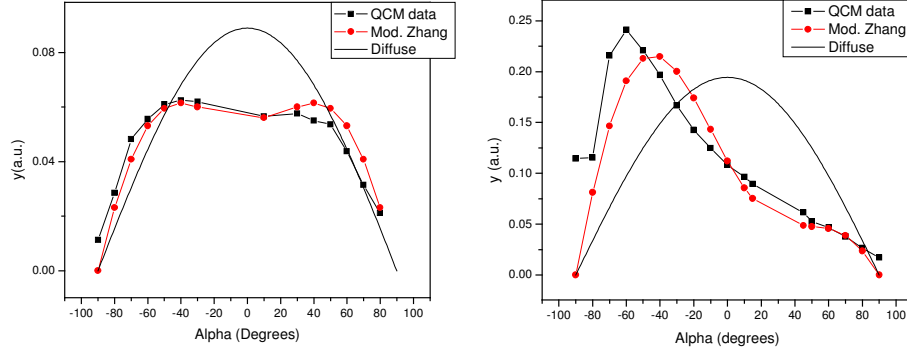 QCM data
Mod. Zhang
Diffuse
0.08
0.04
0.00
y(a.u.)
-100 -80 -60 -40 -20 0 20 40 60 80 100
Alpha (Degrees)
QCM data
Mod. Zhang
Diffuse
0.25
0.20
0.15
0.10
0.05
0.00
y (a.u.)
-100 -80 -60 -40 -20 0 20 40 60 80 100
Alpha (degrees)